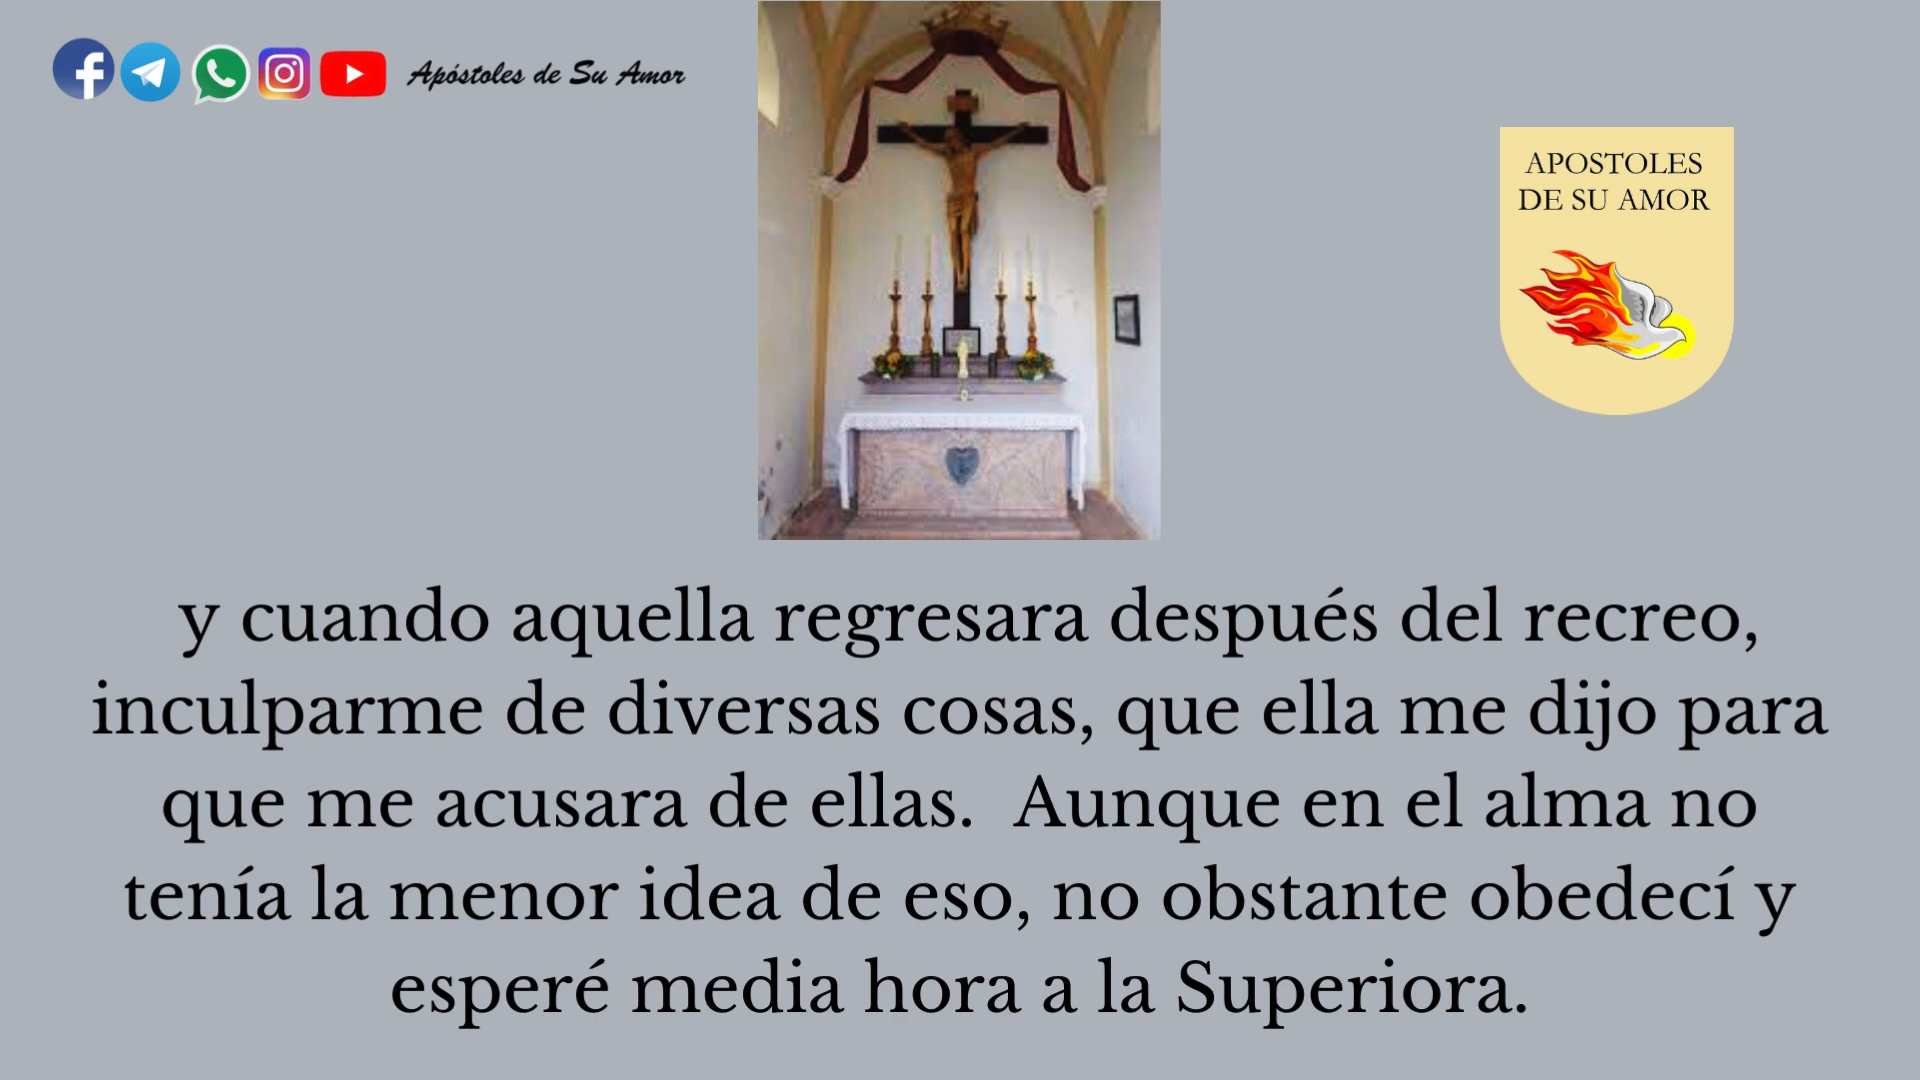 Apóstoles de Su Amor
APOSTOLES
DE SU AMOR
y cuando aquella regresara después del recreo,
inculparme de diversas cosas, que ella me dijo para
que me acusara de ellas.  Aunque en el alma no
tenía la menor idea de eso, no obstante obedecí y
esperé media hora a la Superiora.